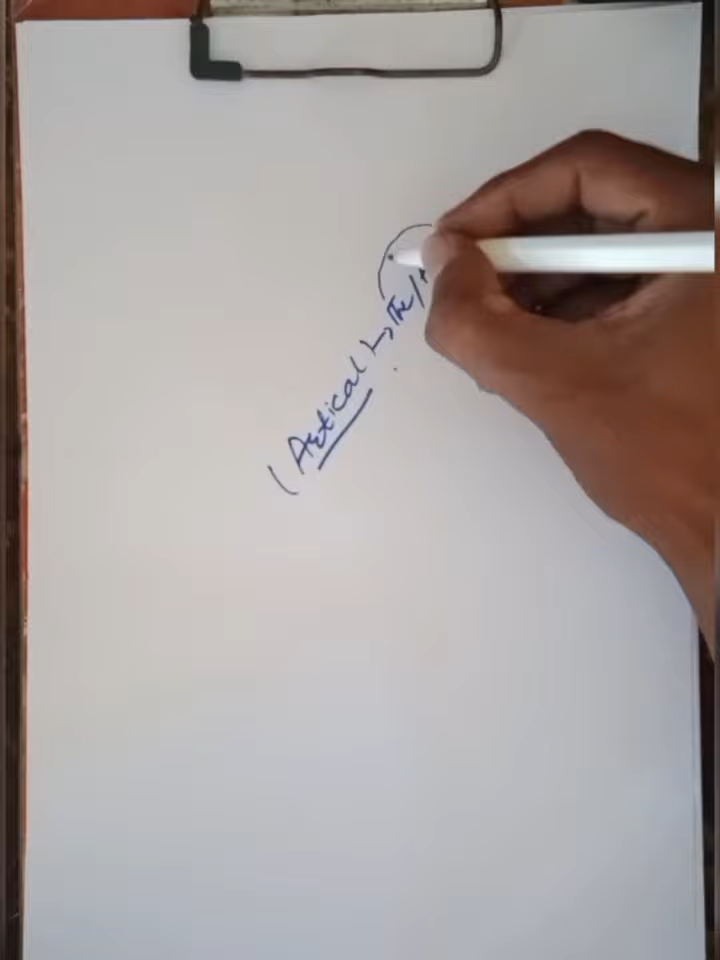 (Artical) → The/